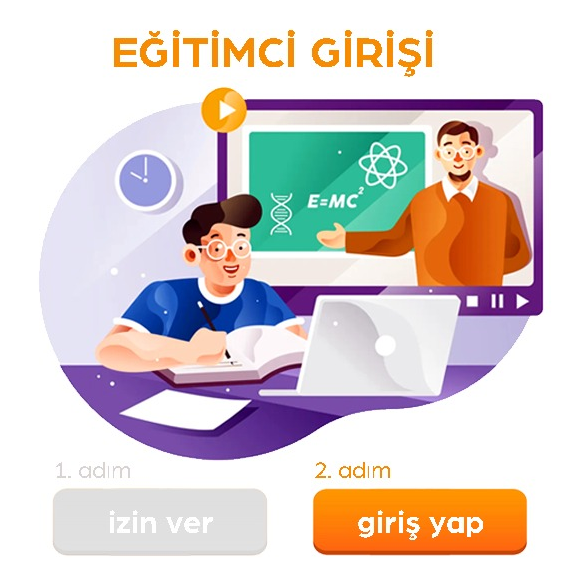 EĞİTİMCİ GİRİŞİ
E=MC²
1. adım
2. adım
izin ver
giriş yap